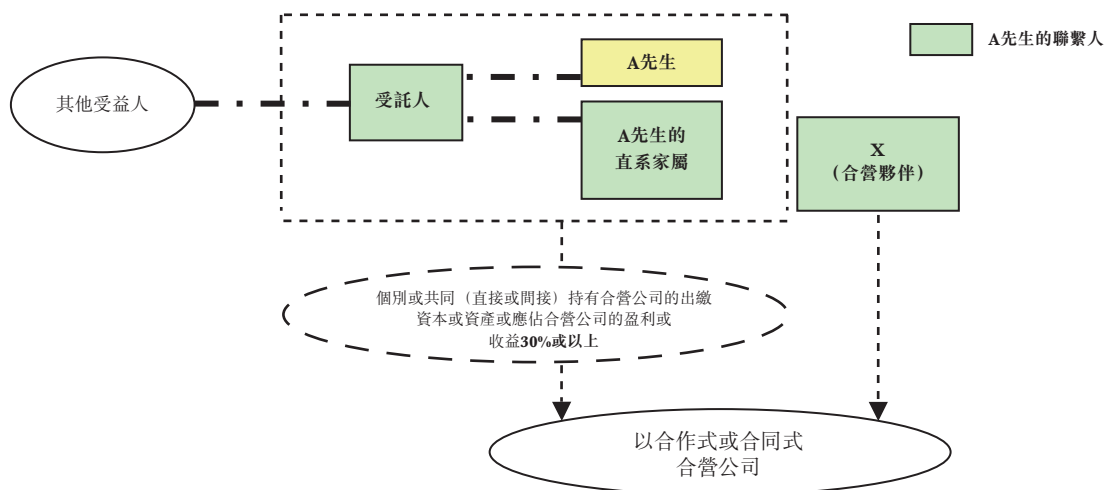 A先生的聯繫人
A先生
其他受益人
受託人
A先生的
直系家屬
X
（合營夥伴）
個別或共同（直接或間接）持有合營公司的出繳
資本或資產或應佔合營公司的盈利或
收益30%或以上
以合作式或合同式
合營公司